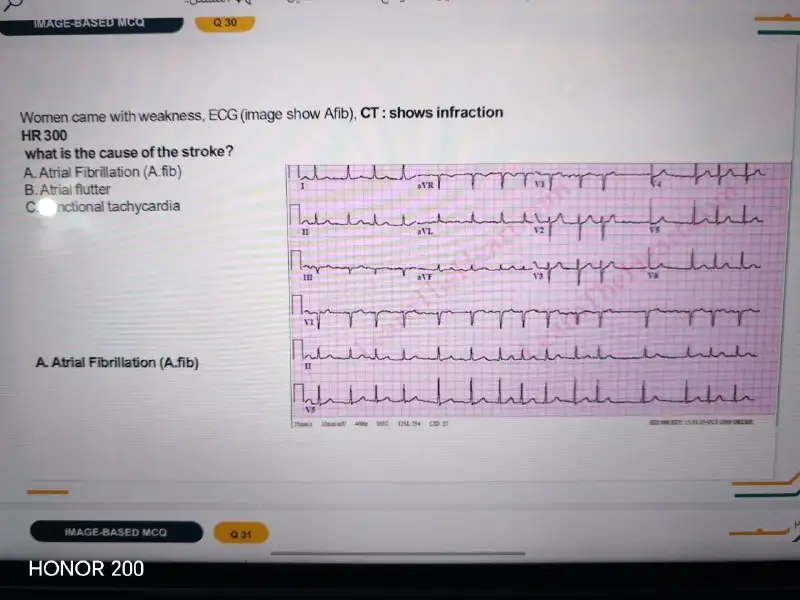 IMAGE-BASED MCQ
Q 30
Women came with weakness, ECG (image show Afib), CT : shows infraction
HR 300
what is the cause of the stroke?
A. Atrial Fibrillation (A.fib)
B. Atrial flutter
C. nctional tachycardia
I
aVR
V1
V4
II
aVL
V2
V5
III
aVF
V3
V6
V1
II
V5
A. Atrial Fibrillation (A.fib)
IMAGE-BASED MCQ
Q 31
HONOR 200